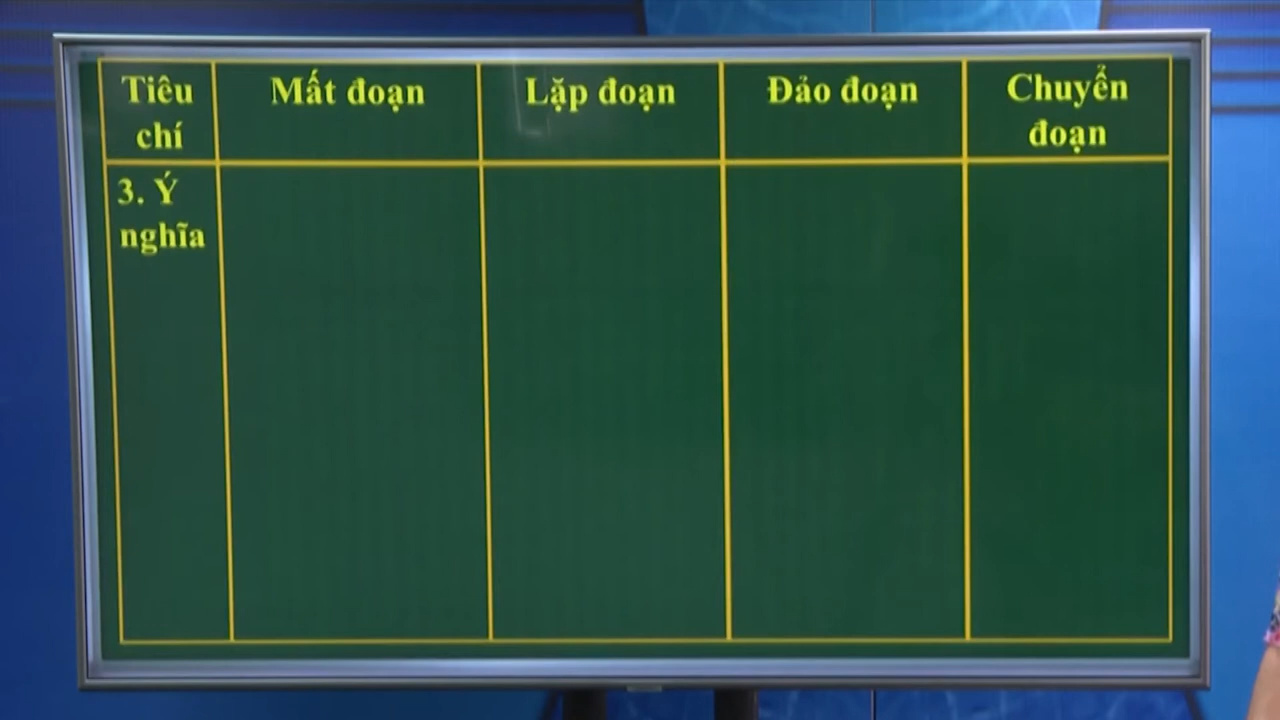 Tiêu chí
Mất đoạn
Lặp đoạn
Đảo đoạn
Chuyển đoạn
3. Ý nghĩa